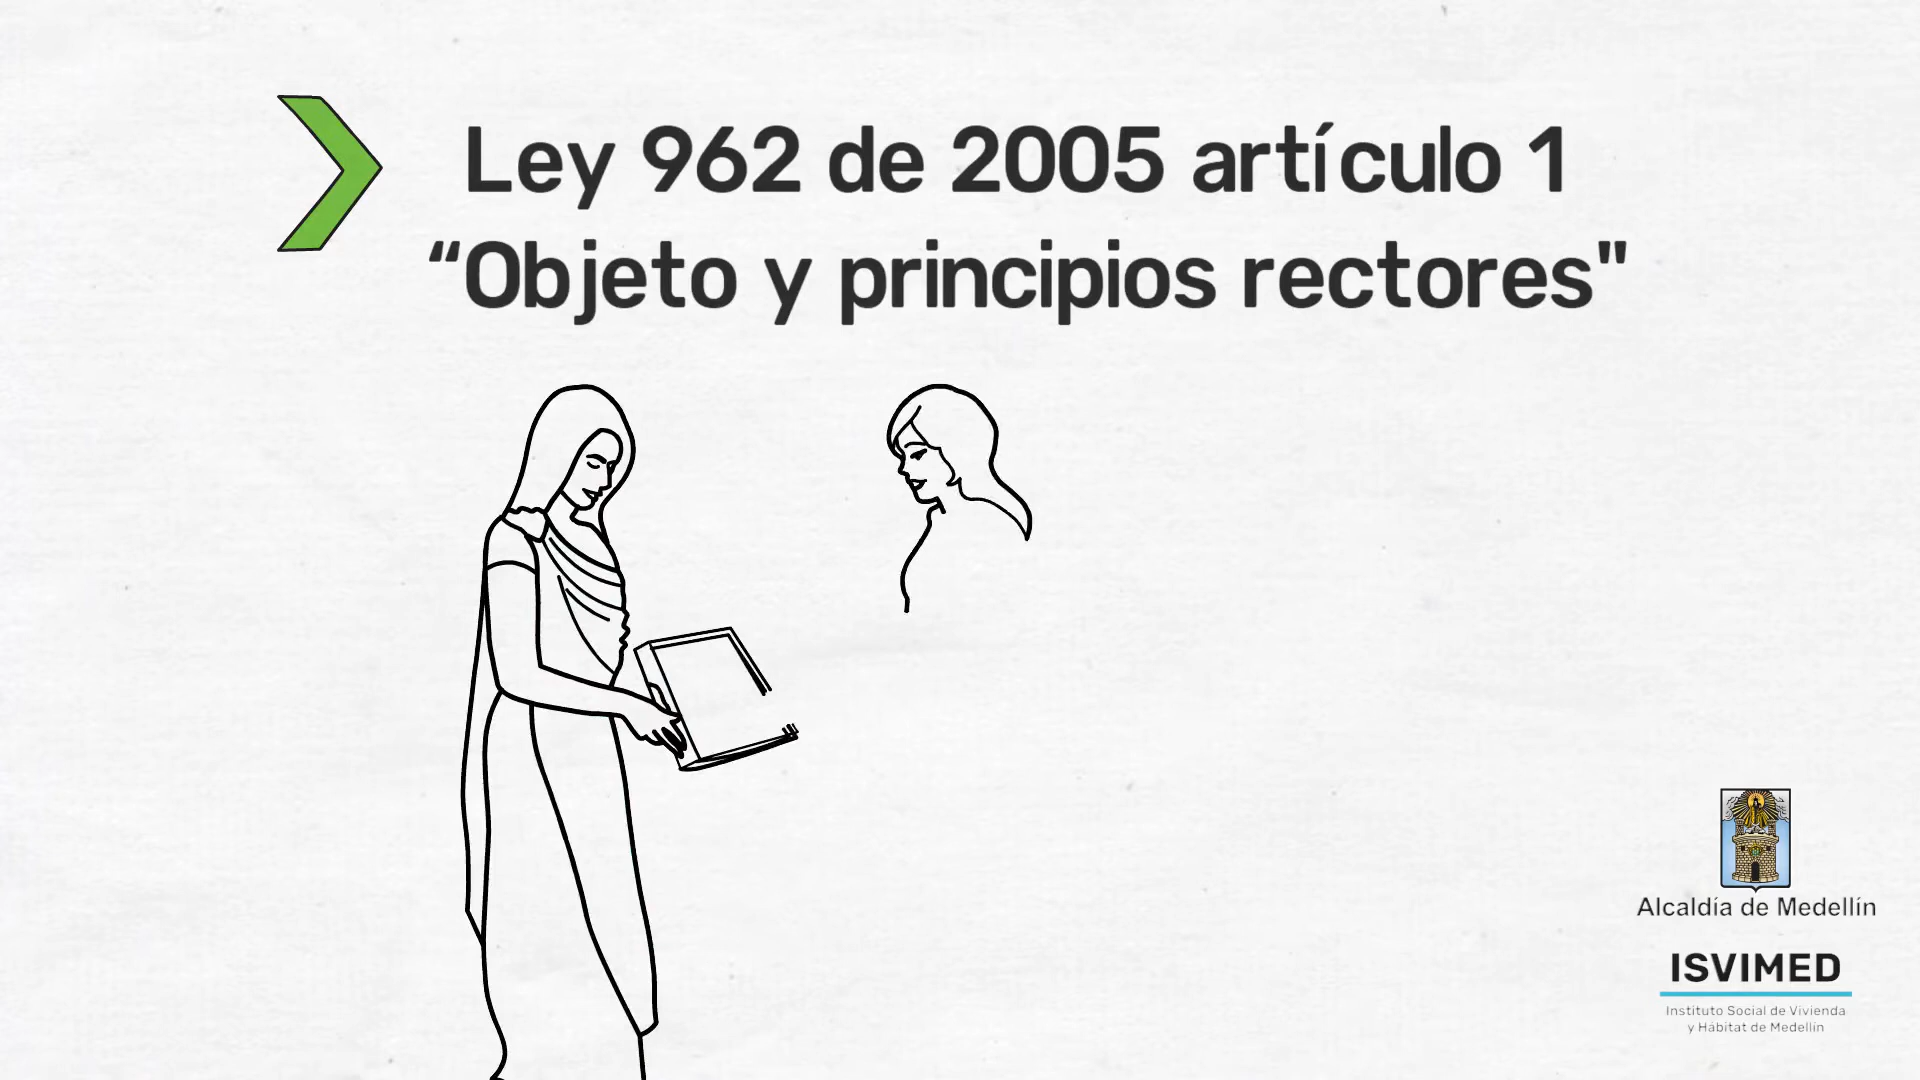 Ley 962 de 2005 artículo 1
“Objeto y principios rectores"
Alcaldía de Medellín
ISVIMED
Instituto Social de Vivienda
y Hábitat de Medellín